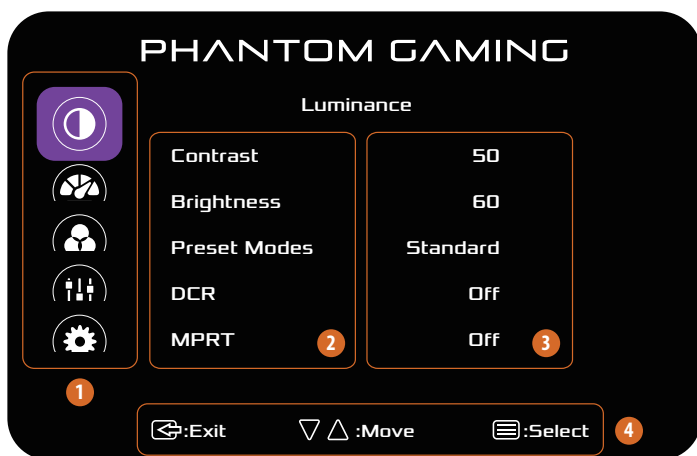 PHANTOM GAMING
Luminance
Contrast 50
Brightness 60
Preset Modes Standard
DCR Off
MPRT 2 Off 3
1
:Exit :Move :Select 4